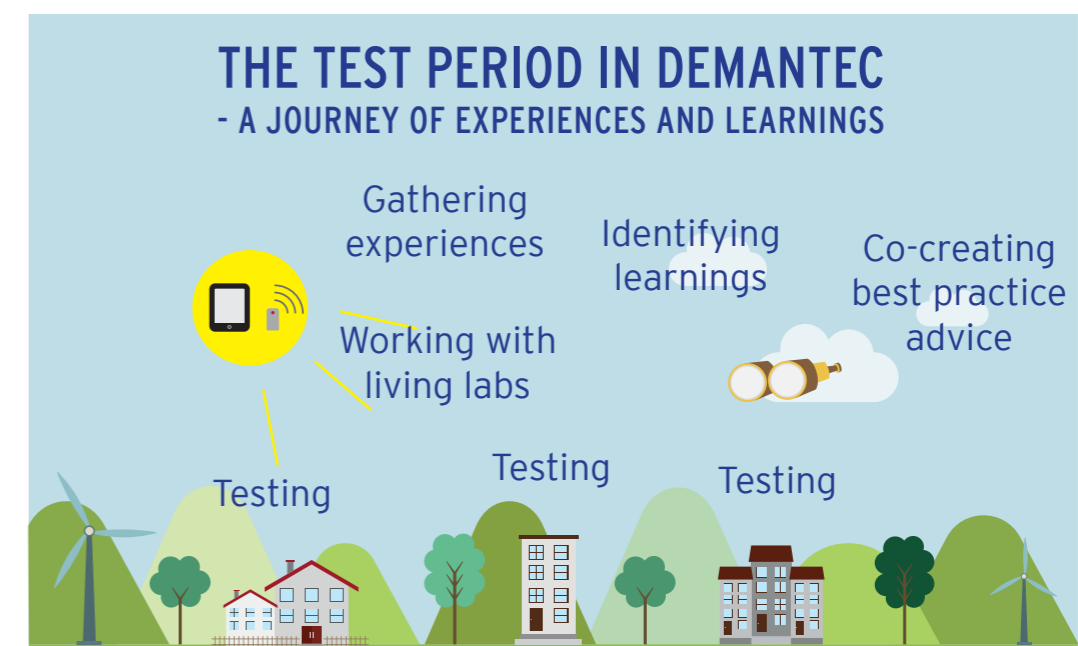 THE TEST PERIOD IN DEMANTEC
- A JOURNEY OF EXPERIENCES AND LEARNINGS
Gathering
experiences
Identifying
learnings
Co-creating
best practice
advice
Working with
living labs
Testing
Testing
Testing